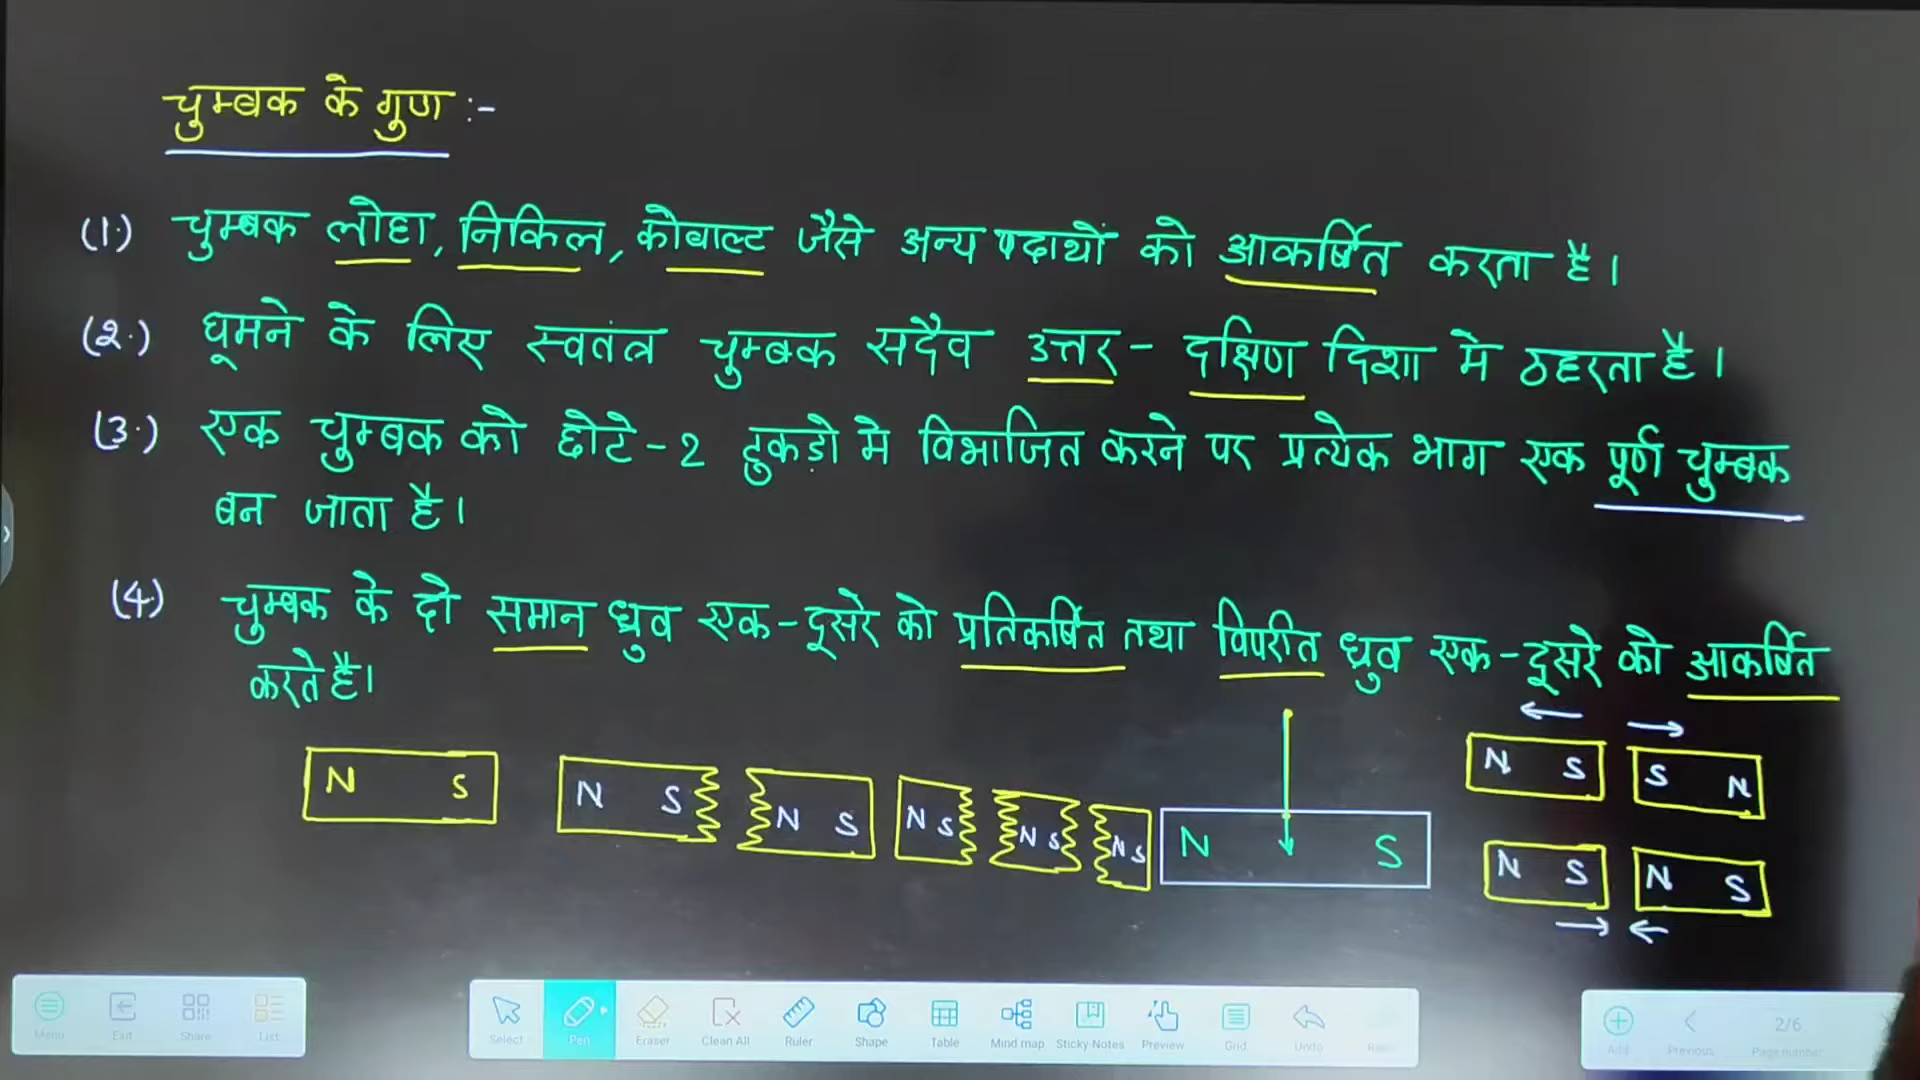 चुम्बक के गुण :-
(1.) चुम्बक लोहा, निकिल, कोबाल्ट जैसे अन्य पदार्थो को आकर्षित करता है।
(2.) घूमने के लिए स्वतंत्र चुम्बक सदैव उत्तर - दक्षिण दिशा मे ठहरता है।
(3.) एक चुम्बक को छोटे-2 टुकड़ो मे विभाजित करने पर प्रत्येक भाग एक पूर्ण चुम्बक
बन जाता है।
(4.) चुम्बक के दो समान ध्रुव एक-दूसरे को प्रतिकर्षित तथा विपरीत ध्रुव एक-दूसरे को आकर्षित
करते है।
N S N S N S N S N S N S N S N S S N
N S N S
Menu Exit Share List Select Pen Eraser Clean All Ruler Shape Table Mind map Sticky Notes Preview Grid Undo Redo Add Previous 2/6 Page number